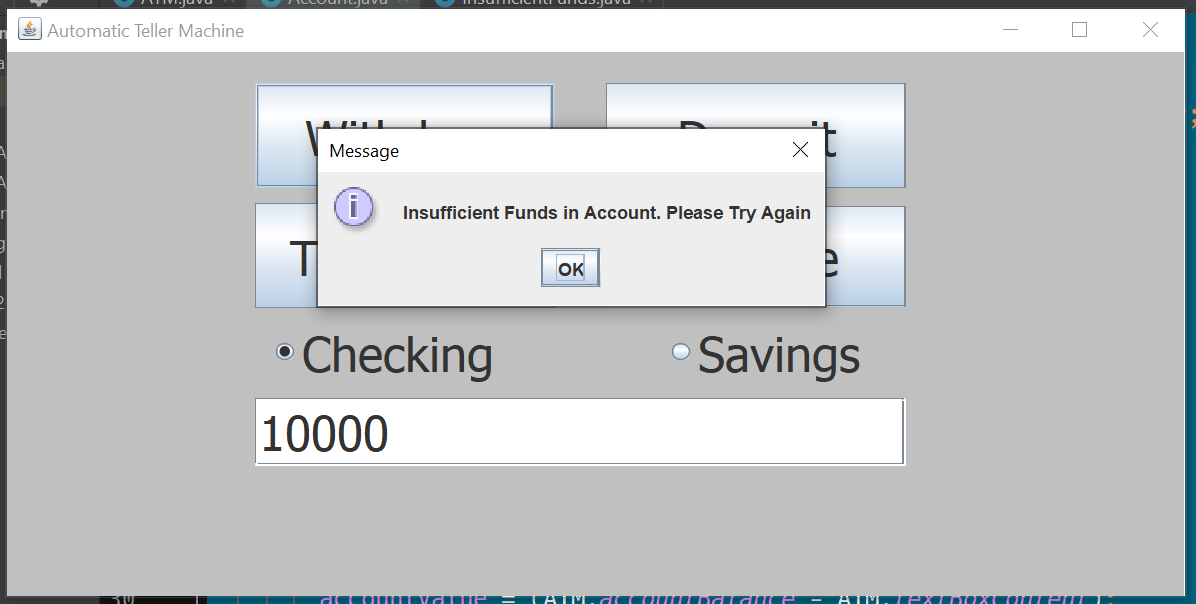 ATM.java Account.java InsufficientFunds.java
Automatic Teller Machine
Message
Insufficient Funds in Account. Please Try Again
OK
Checking
Savings
10000
30 accountValue = (ATM.accountBalance - ATM.TextBoxContent);